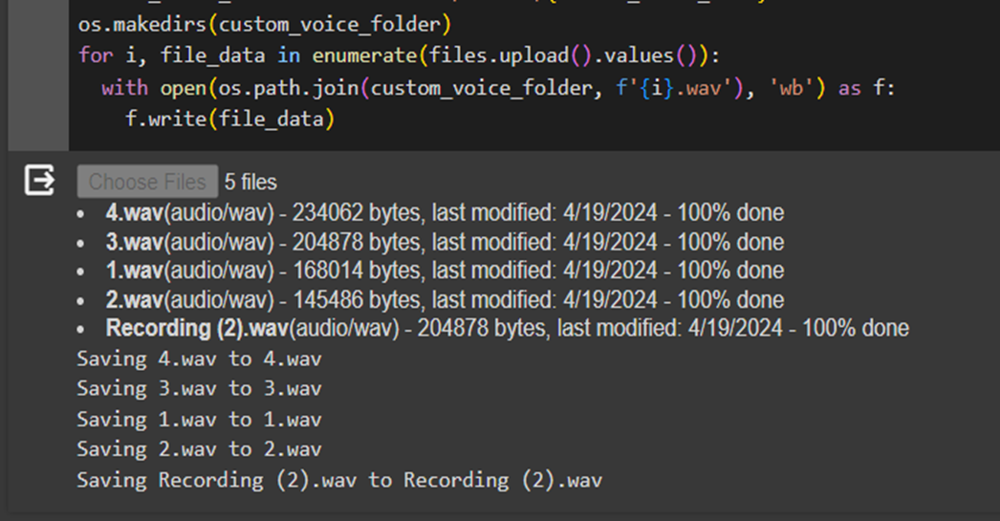 os.makedirs(custom_voice_folder)
for i, file_data in enumerate(files.upload().values()):
  with open(os.path.join(custom_voice_folder, f'{i}.wav'), 'wb') as f:
    f.write(file_data)
Choose Files 5 files
• 4.wav(audio/wav) - 234062 bytes, last modified: 4/19/2024 - 100% done
• 3.wav(audio/wav) - 204878 bytes, last modified: 4/19/2024 - 100% done
• 1.wav(audio/wav) - 168014 bytes, last modified: 4/19/2024 - 100% done
• 2.wav(audio/wav) - 145486 bytes, last modified: 4/19/2024 - 100% done
• Recording (2).wav(audio/wav) - 204878 bytes, last modified: 4/19/2024 - 100% done
Saving 4.wav to 4.wav
Saving 3.wav to 3.wav
Saving 1.wav to 1.wav
Saving 2.wav to 2.wav
Saving Recording (2).wav to Recording (2).wav